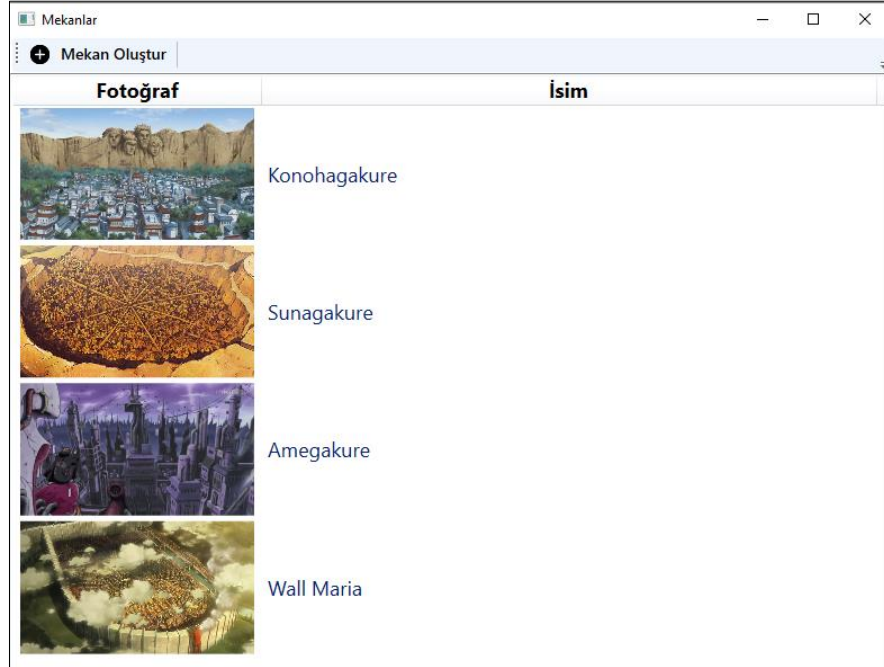 Mekanlar
Mekan Oluştur
Fotoğraf İsim
Konohagakure
Sunagakure
Amegakure
Wall Maria